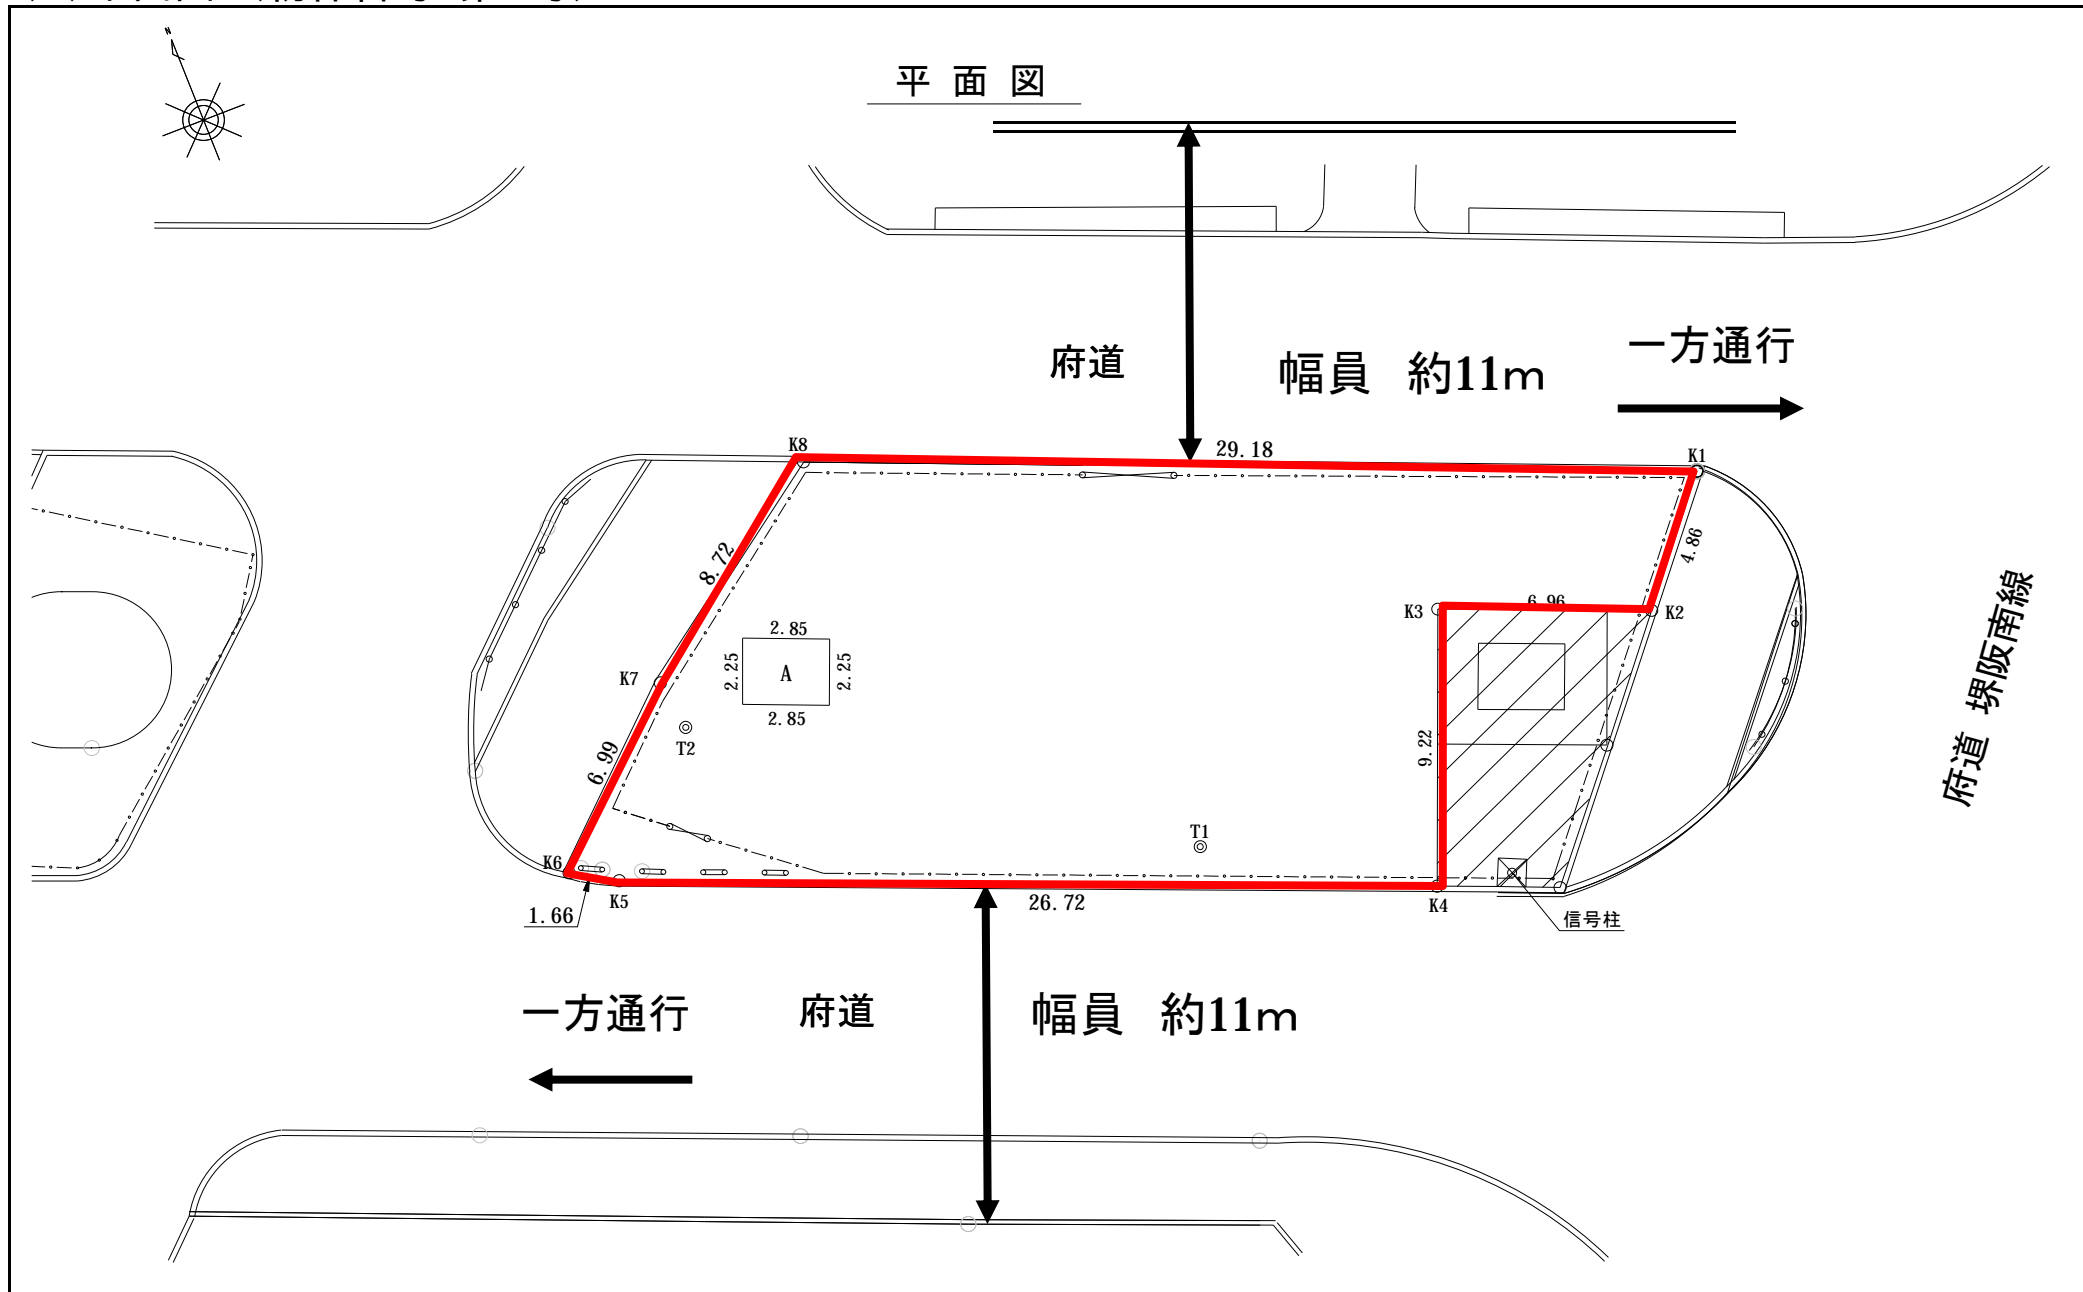 N
平 面 図
府道
幅員 約11m
一方通行
K8
29.18
K1
8.72
4.86
K3
6.96
K2
2.85
2.25
A
2.25
2.85
K7
T2
6.99
9.22
T1
K6
K5
1.66
26.72
K4
信号柱
府道 堺阪南線
一方通行
府道
幅員 約11m